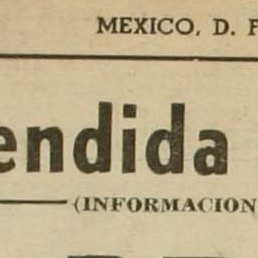 MEXICO, D. F
endida
(INFORMACION